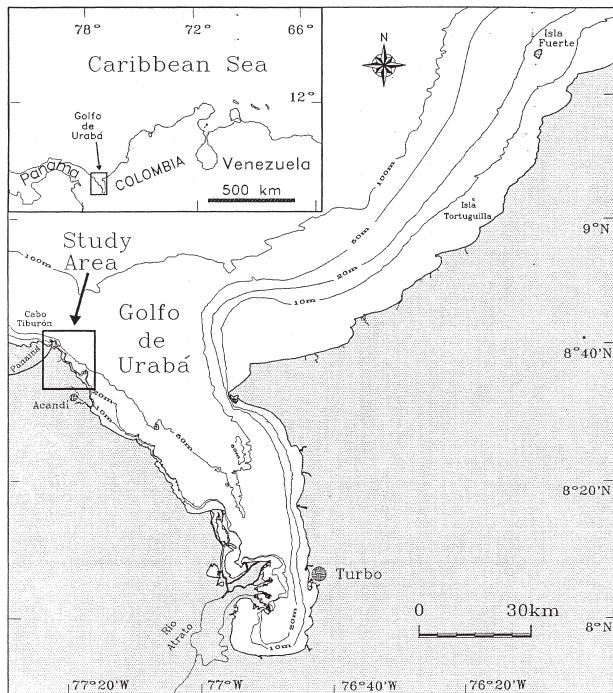 78°
72°
66°
Caribbean Sea
12°
Golfo
de
Urabá
Panama
COLOMBIA
Venezuela
500 km
N
Isla
Fuerte
100m
50m
20m
10m
Isla
Tortuguilla
9°N
Study
Area
100m
Cabo
Tiburón
Golfo
de
Urabá
Panamá
8°40'N
Acandí
20m
10m
50m
8°20'N
Turbo
0
30km
Río
Atrato
20m
10m
8°N
77°20'W
77°W
76°40'W
76°20'W